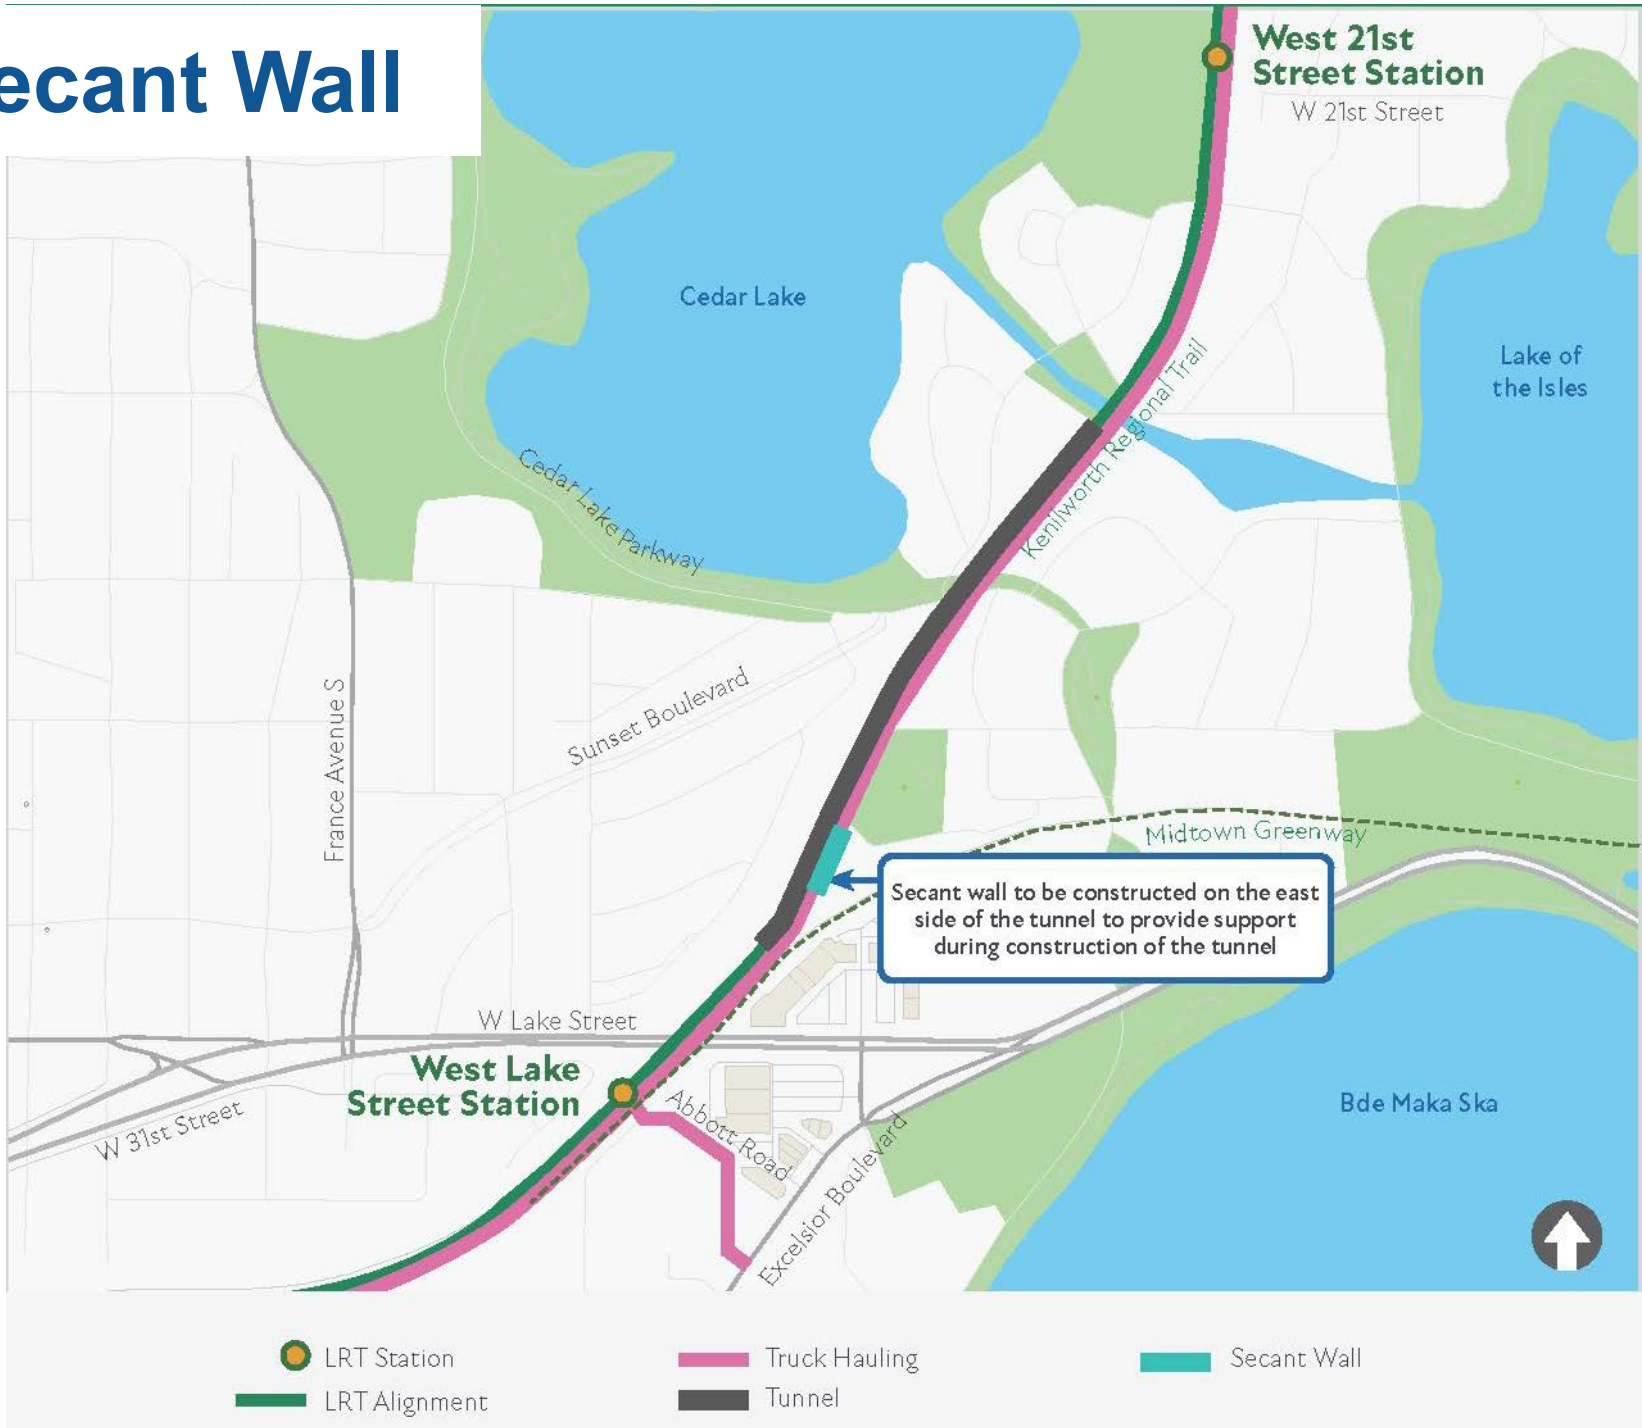 ecant Wall
West 21st
Street Station
W 21st Street
Cedar Lake
Lake of
the Isles
Kenilworth Regional Trail
Cedar Lake Parkway
Sunset Boulevard
France Avenue S
Midtown Greenway
Secant wall to be constructed on the east
side of the tunnel to provide support
during construction of the tunnel
W Lake Street
West Lake
Street Station
Abbott Road
W 31st Street
Bde Maka Ska
Excelsior Boulevard
LRT Station
Truck Hauling
Secant Wall
LRT Alignment
Tunnel